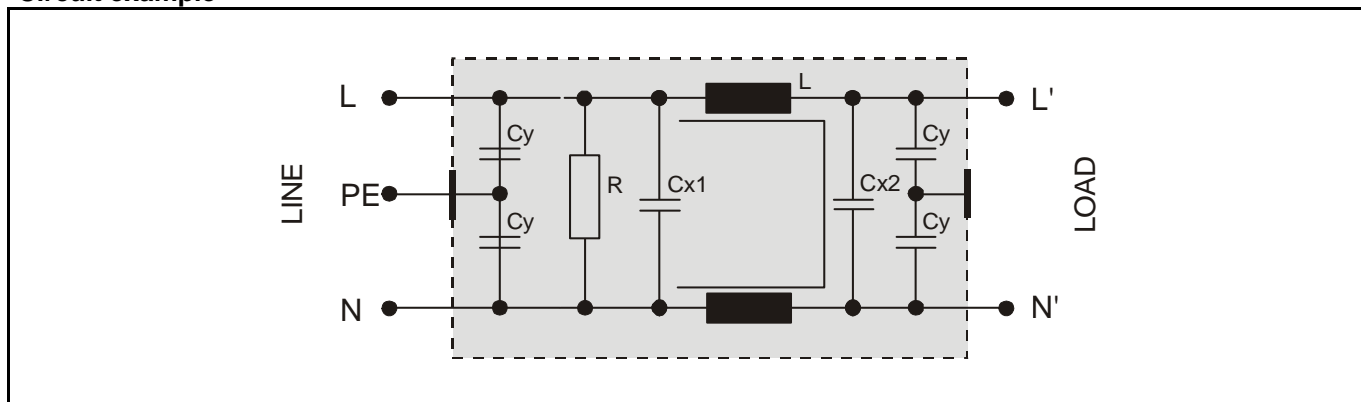 Circuit example
L
L
L'
Cy
Cy
LINE
PE
R
Cx1
Cx2
LOAD
Cy
Cy
N
N'